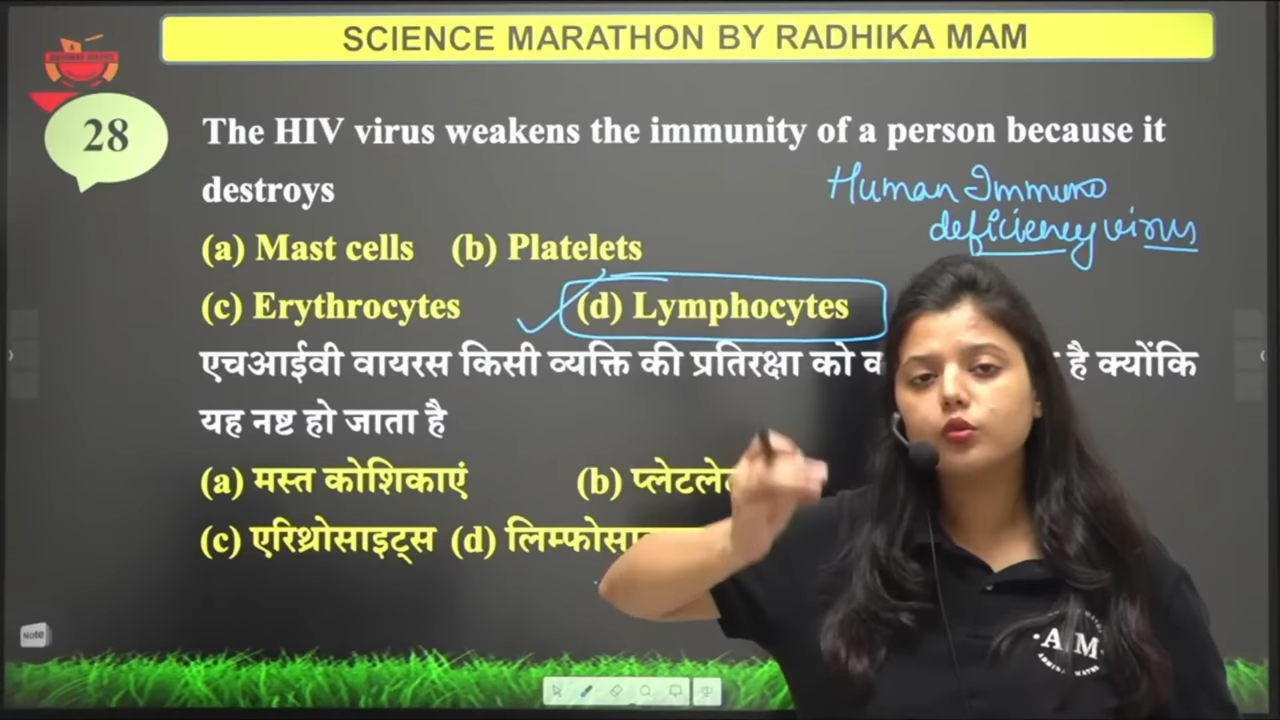 SCIENCE MARATHON BY RADHIKA MAM
28
The HIV virus weakens the immunity of a person because it
destroys
Human Immuno
deficiency virus
(a) Mast cells (b) Platelets
(c) Erythrocytes (d) Lymphocytes
एचआईवी वायरस किसी व्यक्ति की प्रतिरक्षा को है क्योंकि
यह नष्ट हो जाता है
(a) मस्त कोशिकाएं (b)
(c) एरिथ्रोसाइट्स (d)
Note
A M